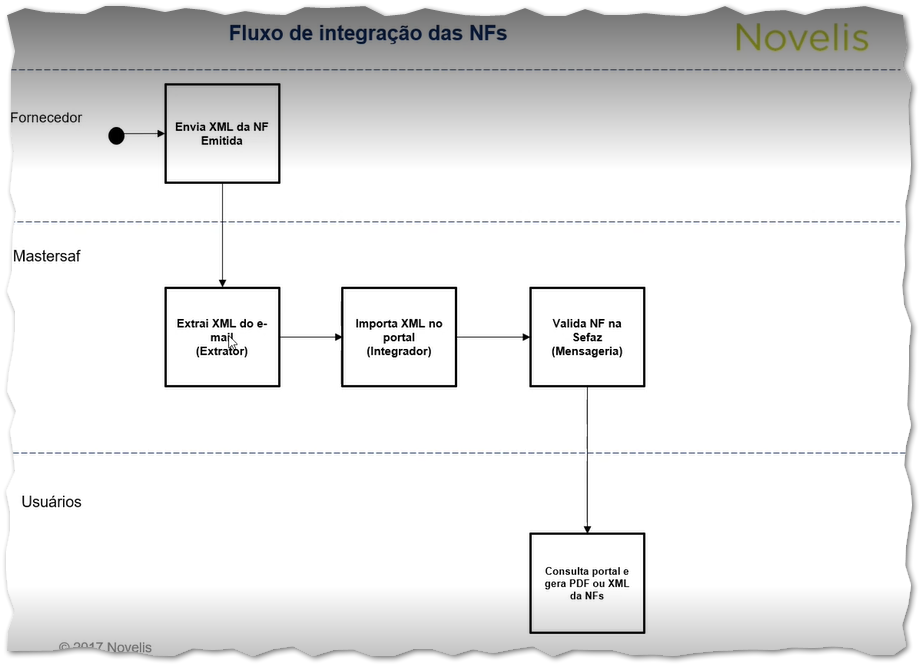 Fluxo de integração das NFs
Novelis
Fornecedor
Envia XML da NF
Emitida
Mastersaf
Extrai XML do e-
mail
(Extrator)
Importa XML no
portal
(Integrador)
Valida NF na
Sefaz
(Mensageria)
Usuários
Consulta portal e
gera PDF ou XML
da NFs
© 2017 Novelis